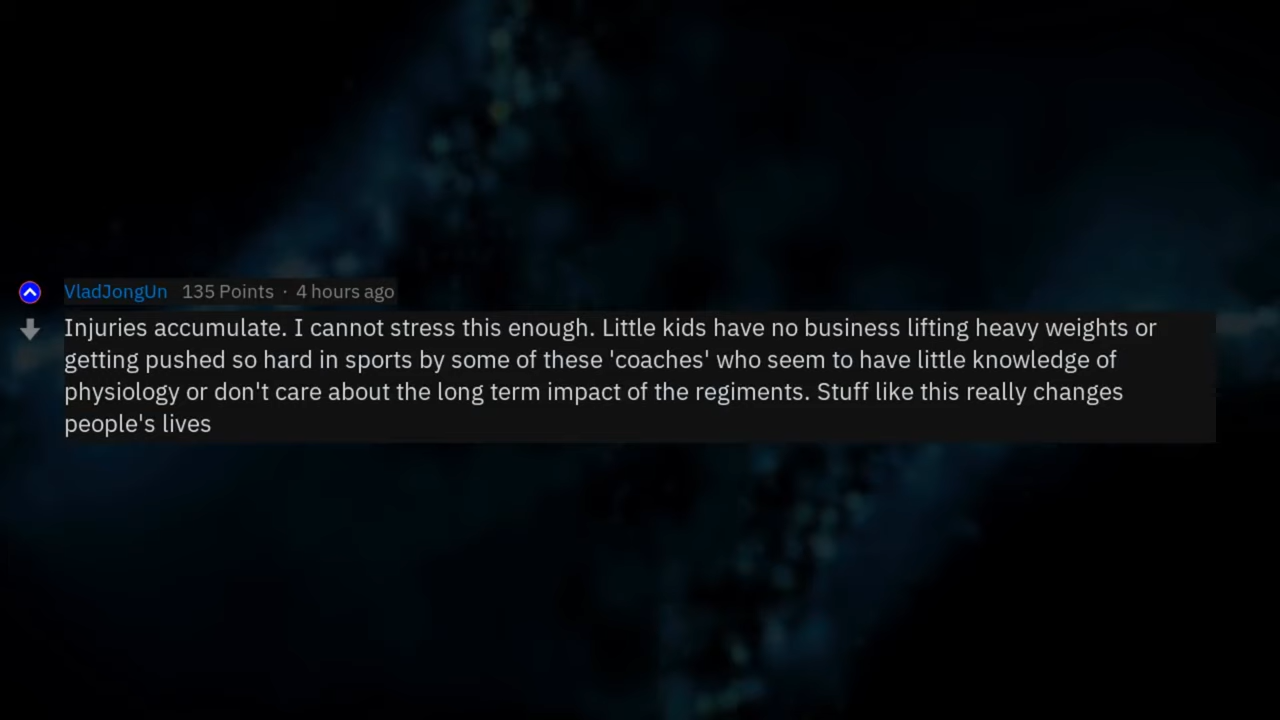 VladJongUn 135 Points · 4 hours ago
Injuries accumulate. I cannot stress this enough. Little kids have no business lifting heavy weights or
getting pushed so hard in sports by some of these 'coaches' who seem to have little knowledge of
physiology or don't care about the long term impact of the regiments. Stuff like this really changes
people's lives